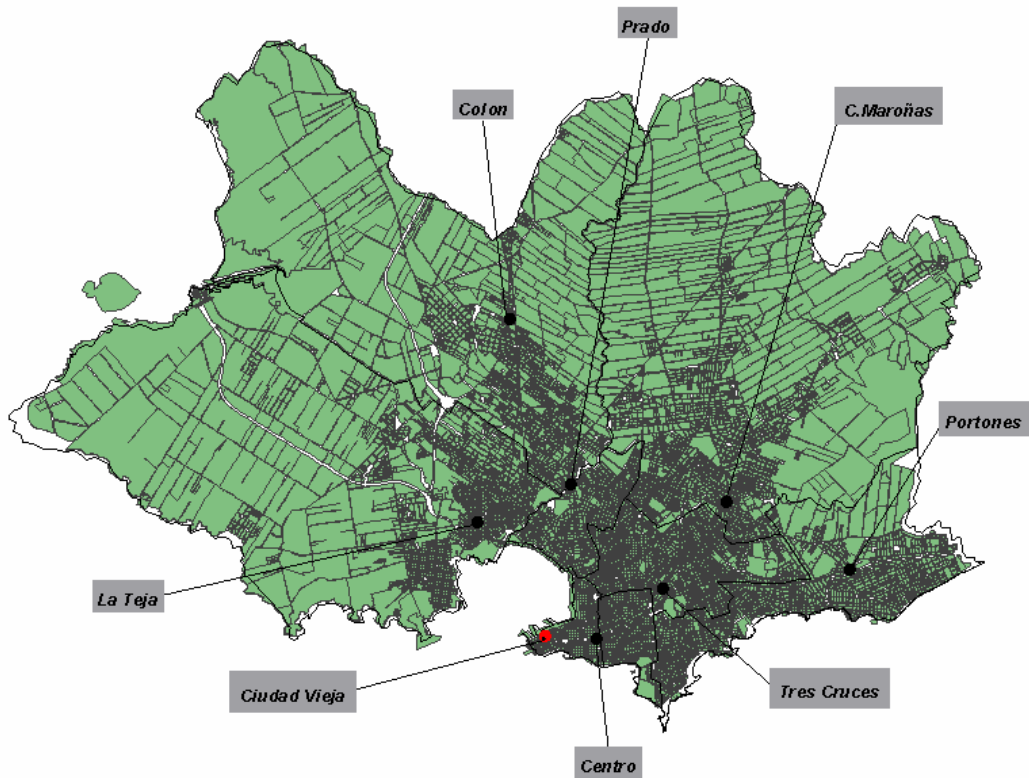 Prado
Colon
C.Maroñas
Portones
La Teja
Ciudad Vieja
Tres Cruces
Centro